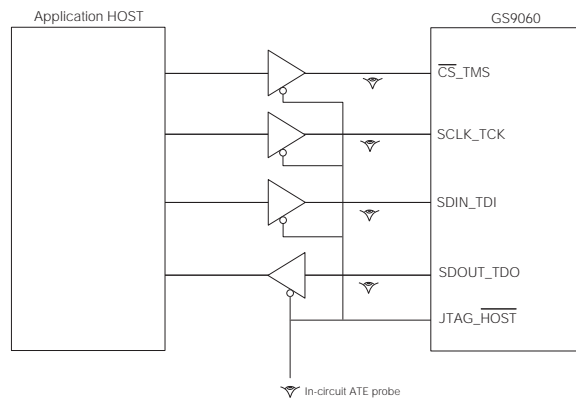 Application HOST
GS9060
CS_TMS
SCLK_TCK
SDIN_TDI
SDOUT_TDO
JTAG_HOST
In-circuit ATE probe